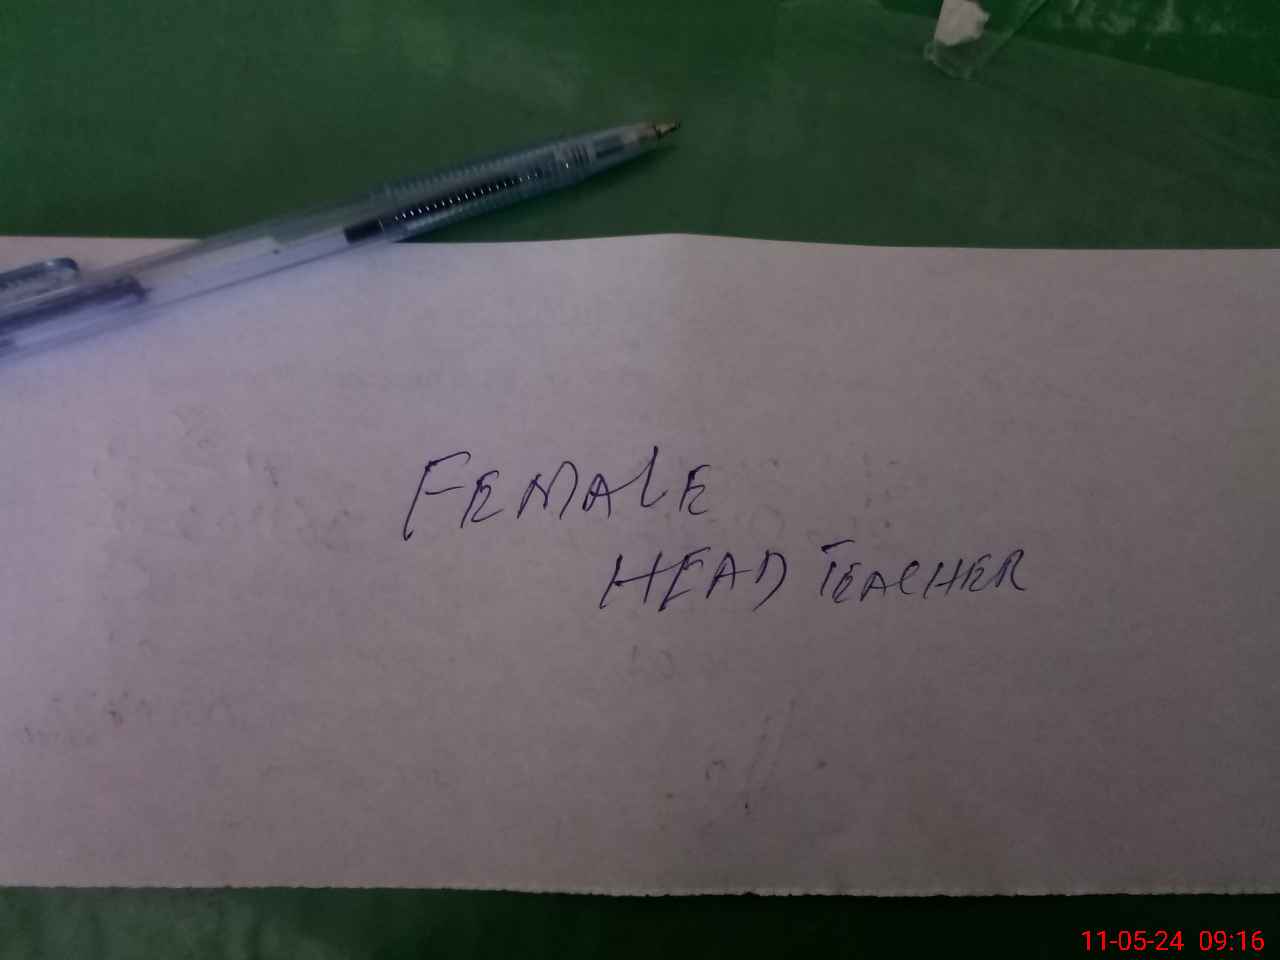 FEMALE
HEAD TEACHER
11-05-24 09:16